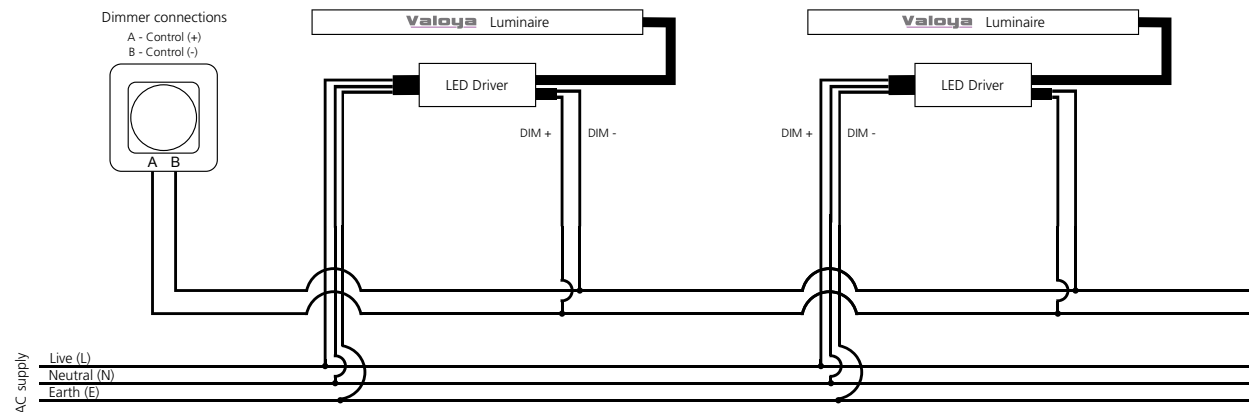 Dimmer connections
A - Control (+)
B - Control (-)
A B
Valoya Luminaire
LED Driver
DIM + DIM -
Valoya Luminaire
LED Driver
DIM + DIM -
AC supply
Live (L)
Neutral (N)
Earth (E)